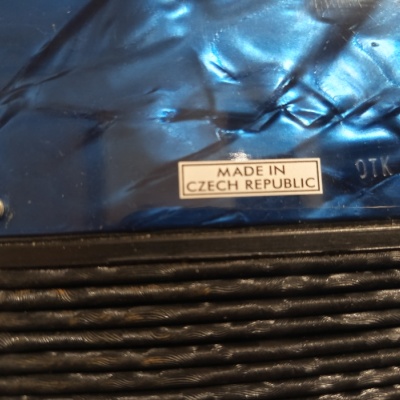 MADE IN
CZECH REPUBLIC
OTK